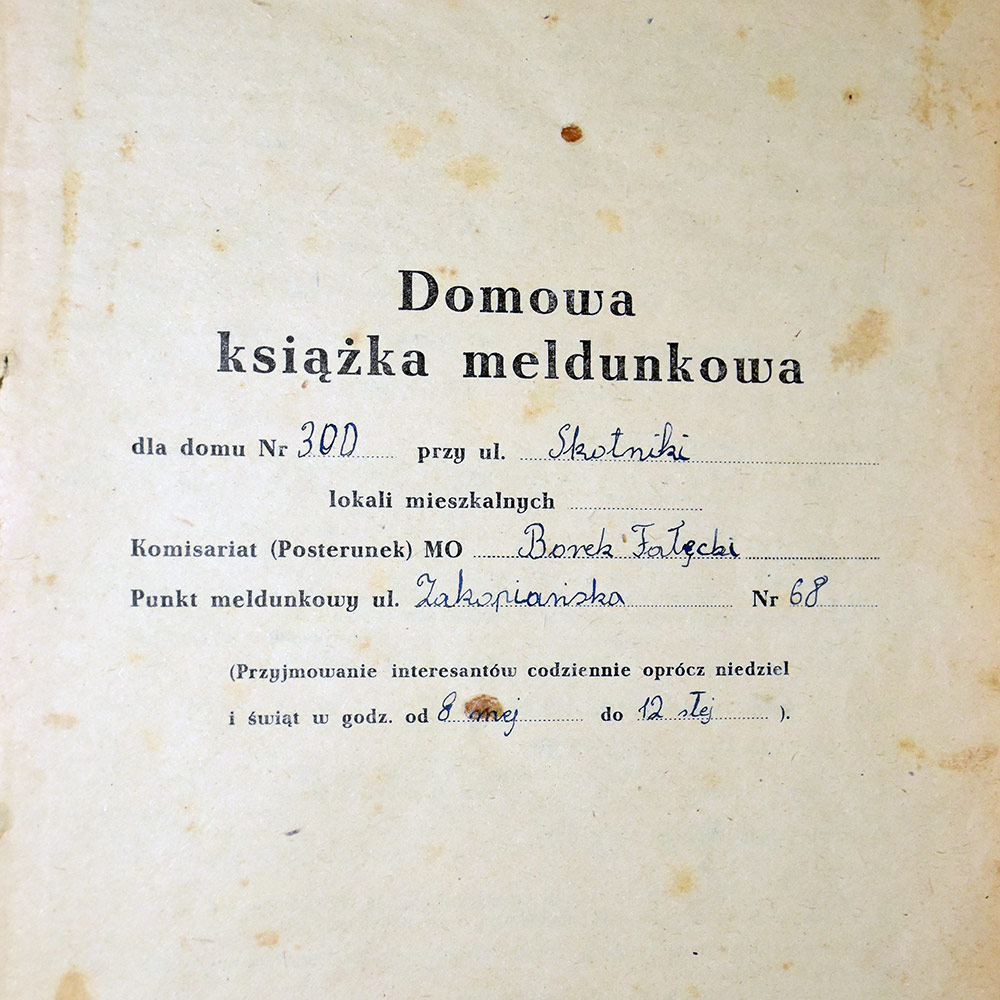 Domowa
książka meldunkowa
dla domu Nr 300 przy ul. Skotniki
lokali mieszkalnych
Komisariat (Posterunek) MO Borek Fałęcki
Punkt meldunkowy ul. Zakopiańska Nr 68
(Przyjmowanie interesantów codziennie oprócz niedziel
i świąt w godz. od 8 mej do 12 stej ).